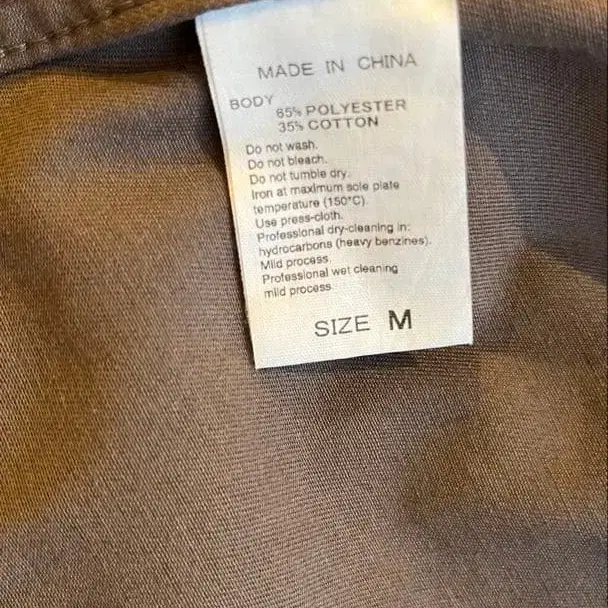 MADE IN CHINA
BODY
65% POLYESTER
35% COTTON
Do not wash.
Do not bleach.
Do not tumble dry.
Iron at maximum sole plate
temperature (150°C).
Use press-cloth.
Professional dry-cleaning in:
hydrocarbons (heavy benzines).
Mild process.
Professional wet cleaning
mild process.
SIZE M